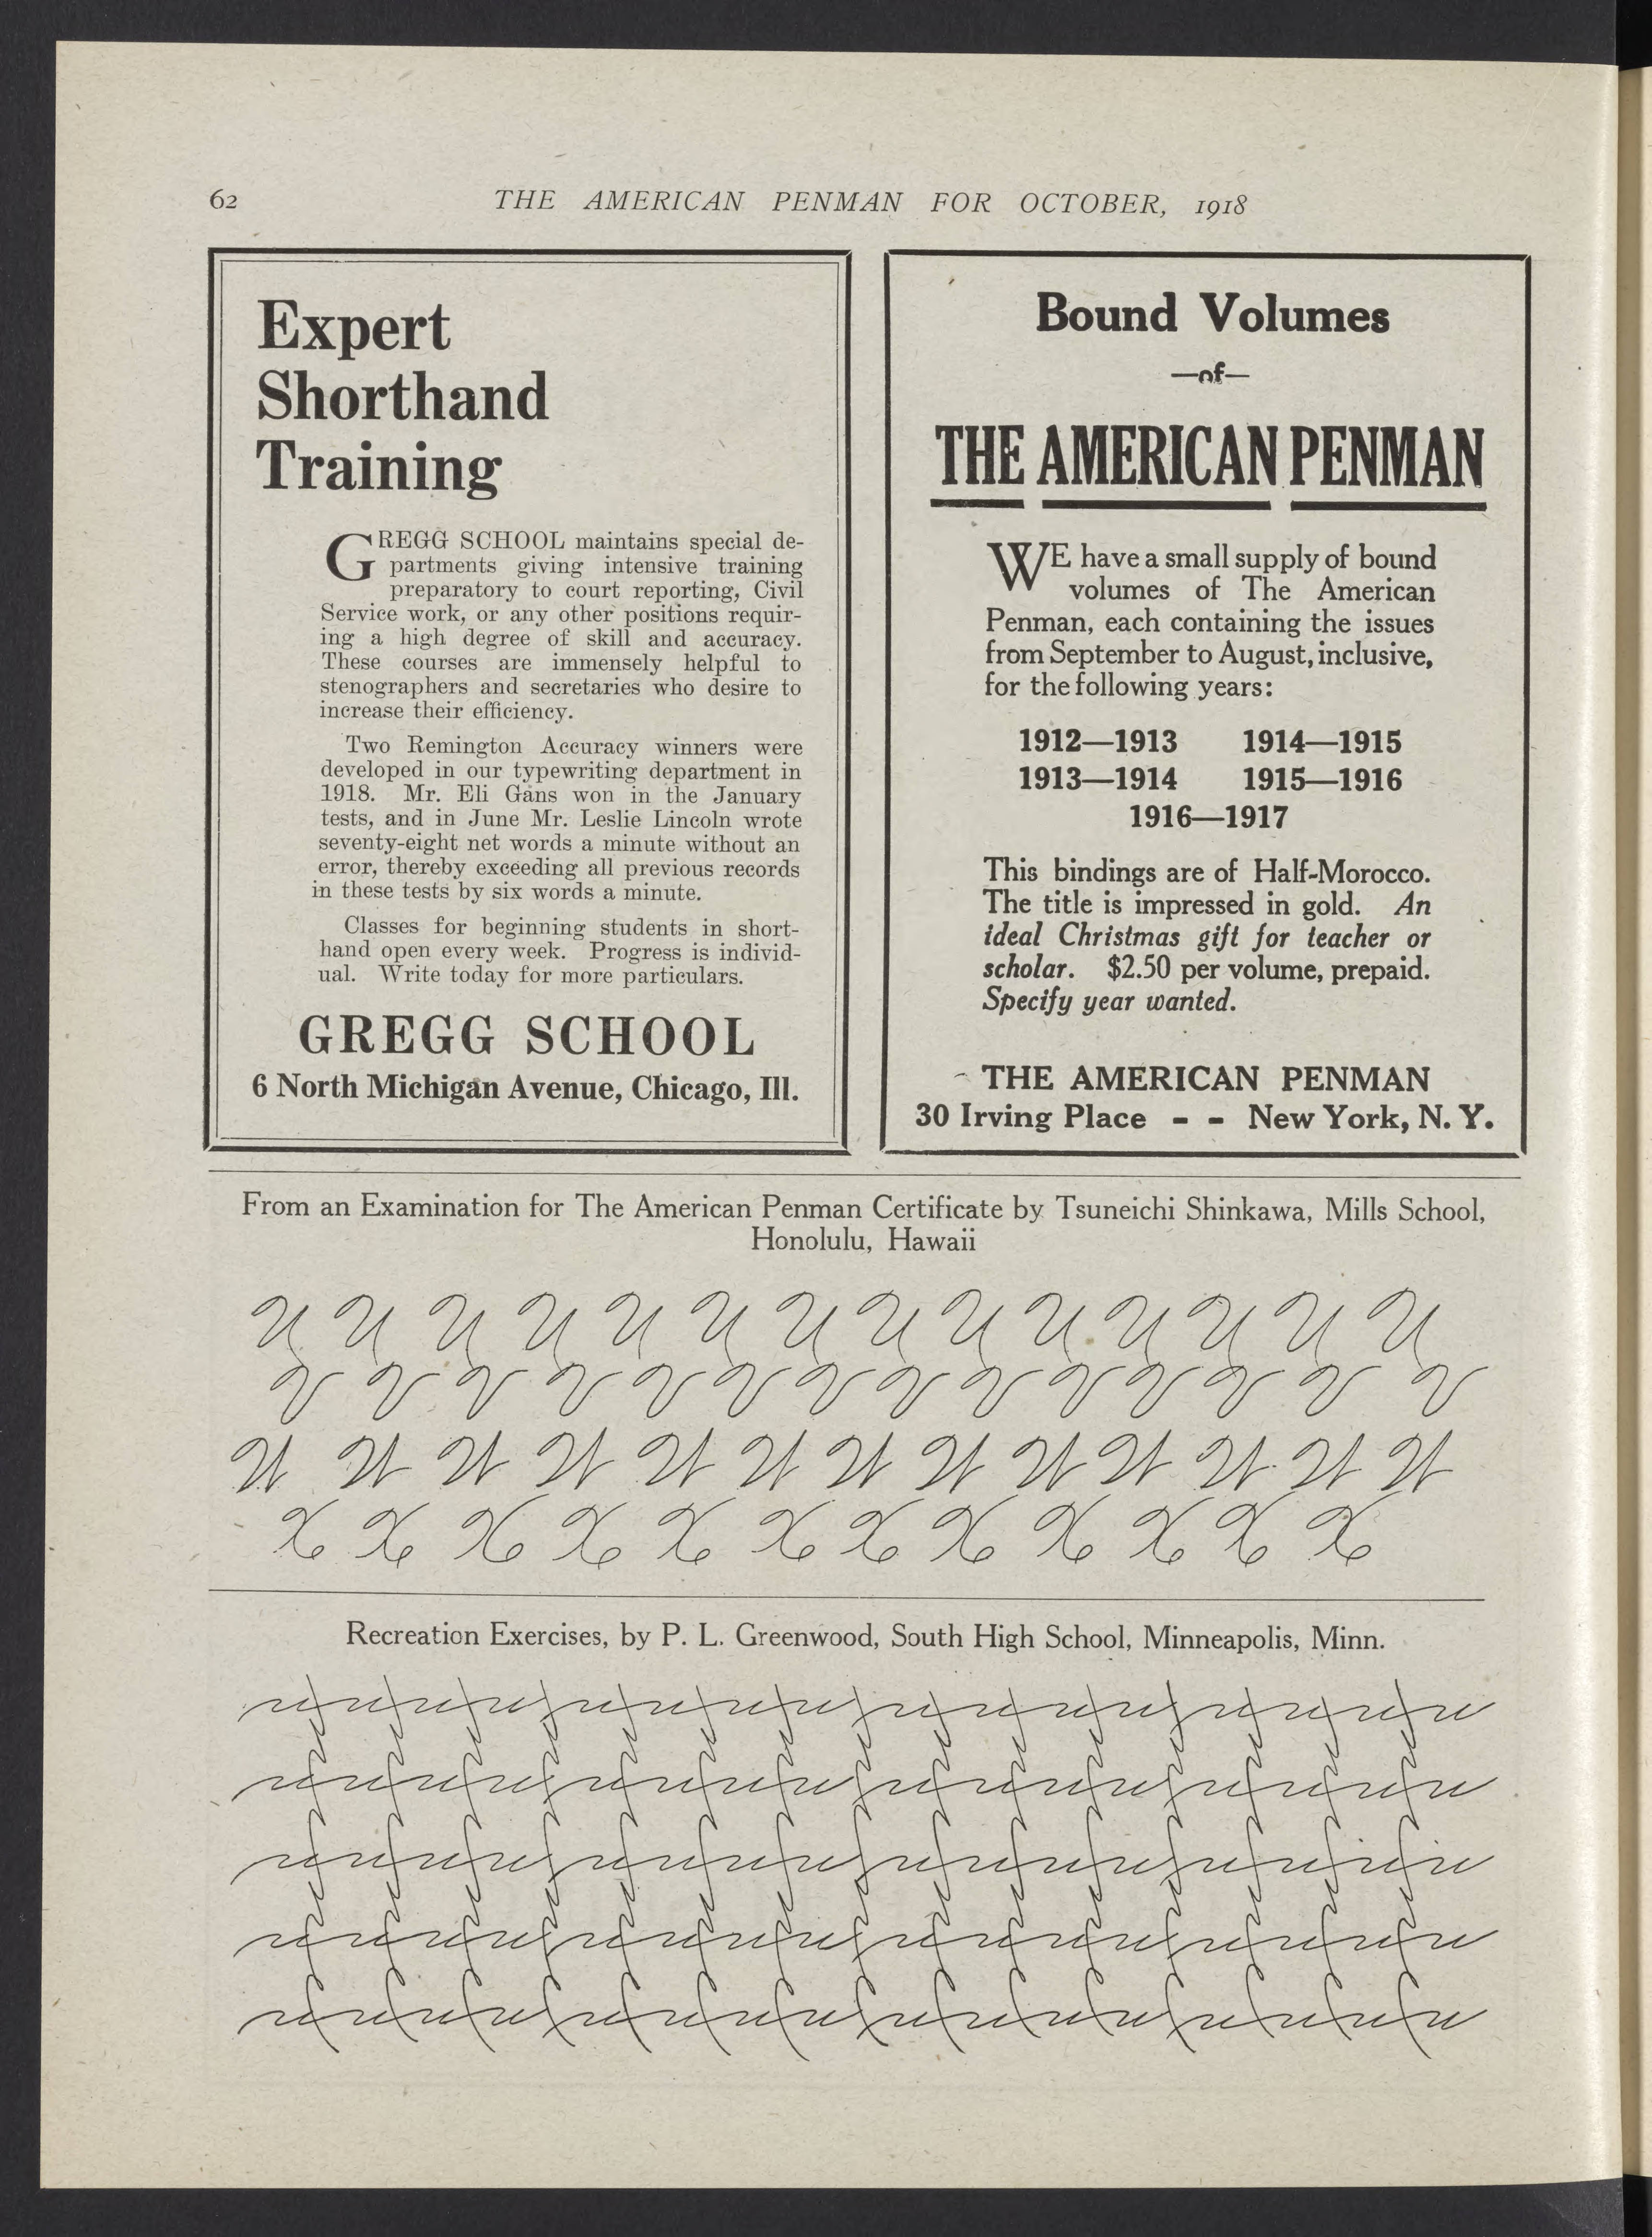 62
THE AMERICAN PENMAN FOR OCTOBER, 1918
Expert
Shorthand
Training
GREGG SCHOOL maintains special de-
partments giving intensive training
preparatory to court reporting, Civil
Service work, or any other positions requir-
ing a high degree of skill and accuracy.
These courses are immensely helpful to
stenographers and secretaries who desire to
increase their efficiency.
Two Remington Accuracy winners were
developed in our typewriting department in
1918. Mr. Eli Gans won in the January
tests, and in June Mr. Leslie Lincoln wrote
seventy-eight net words a minute without an
error, thereby exceeding all previous records
in these tests by six words a minute.
Classes for beginning students in short-
hand open every week. Progress is individ-
ual. Write today for more particulars.
GREGG SCHOOL
6 North Michigan Avenue, Chicago, Ill.
Bound Volumes
—of—
THE AMERICAN PENMAN
WE have a small supply of bound
volumes of The American
Penman, each containing the issues
from September to August, inclusive,
for the following years:
1912—1913 1914—1915
1913—1914 1915—1916
1916—1917
This bindings are of Half-Morocco.
The title is impressed in gold. An
ideal Christmas gift for teacher or
scholar. $2.50 per volume, prepaid.
Specify year wanted.
THE AMERICAN PENMAN
30 Irving Place - - New York, N. Y.
From an Examination for The American Penman Certificate by Tsuneichi Shinkawa, Mills School,
Honolulu, Hawaii
Recreation Exercises, by P. L. Greenwood, South High School, Minneapolis, Minn.